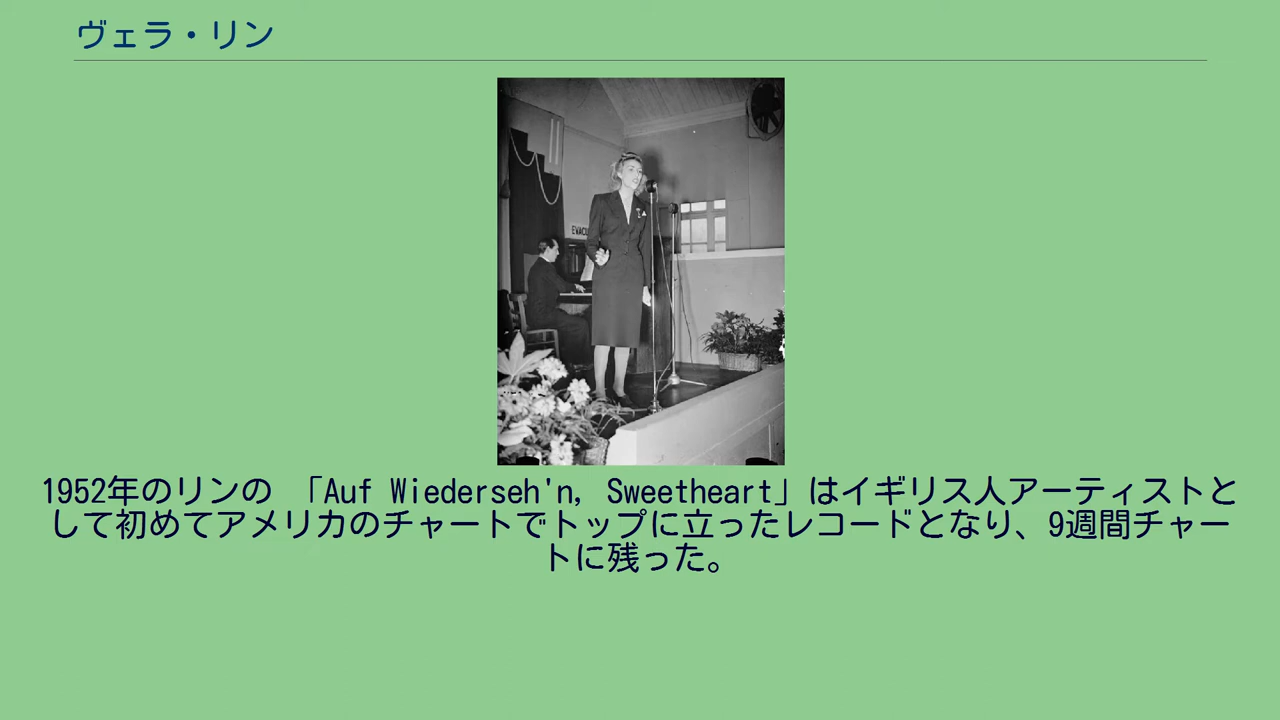 ヴェラ・リン
EVACU
1952年のリンの 「Auf Wiederseh'n, Sweetheart」はイギリス人アーティストと
して初めてアメリカのチャートでトップに立ったレコードとなり、9週間チャー
トに残った。